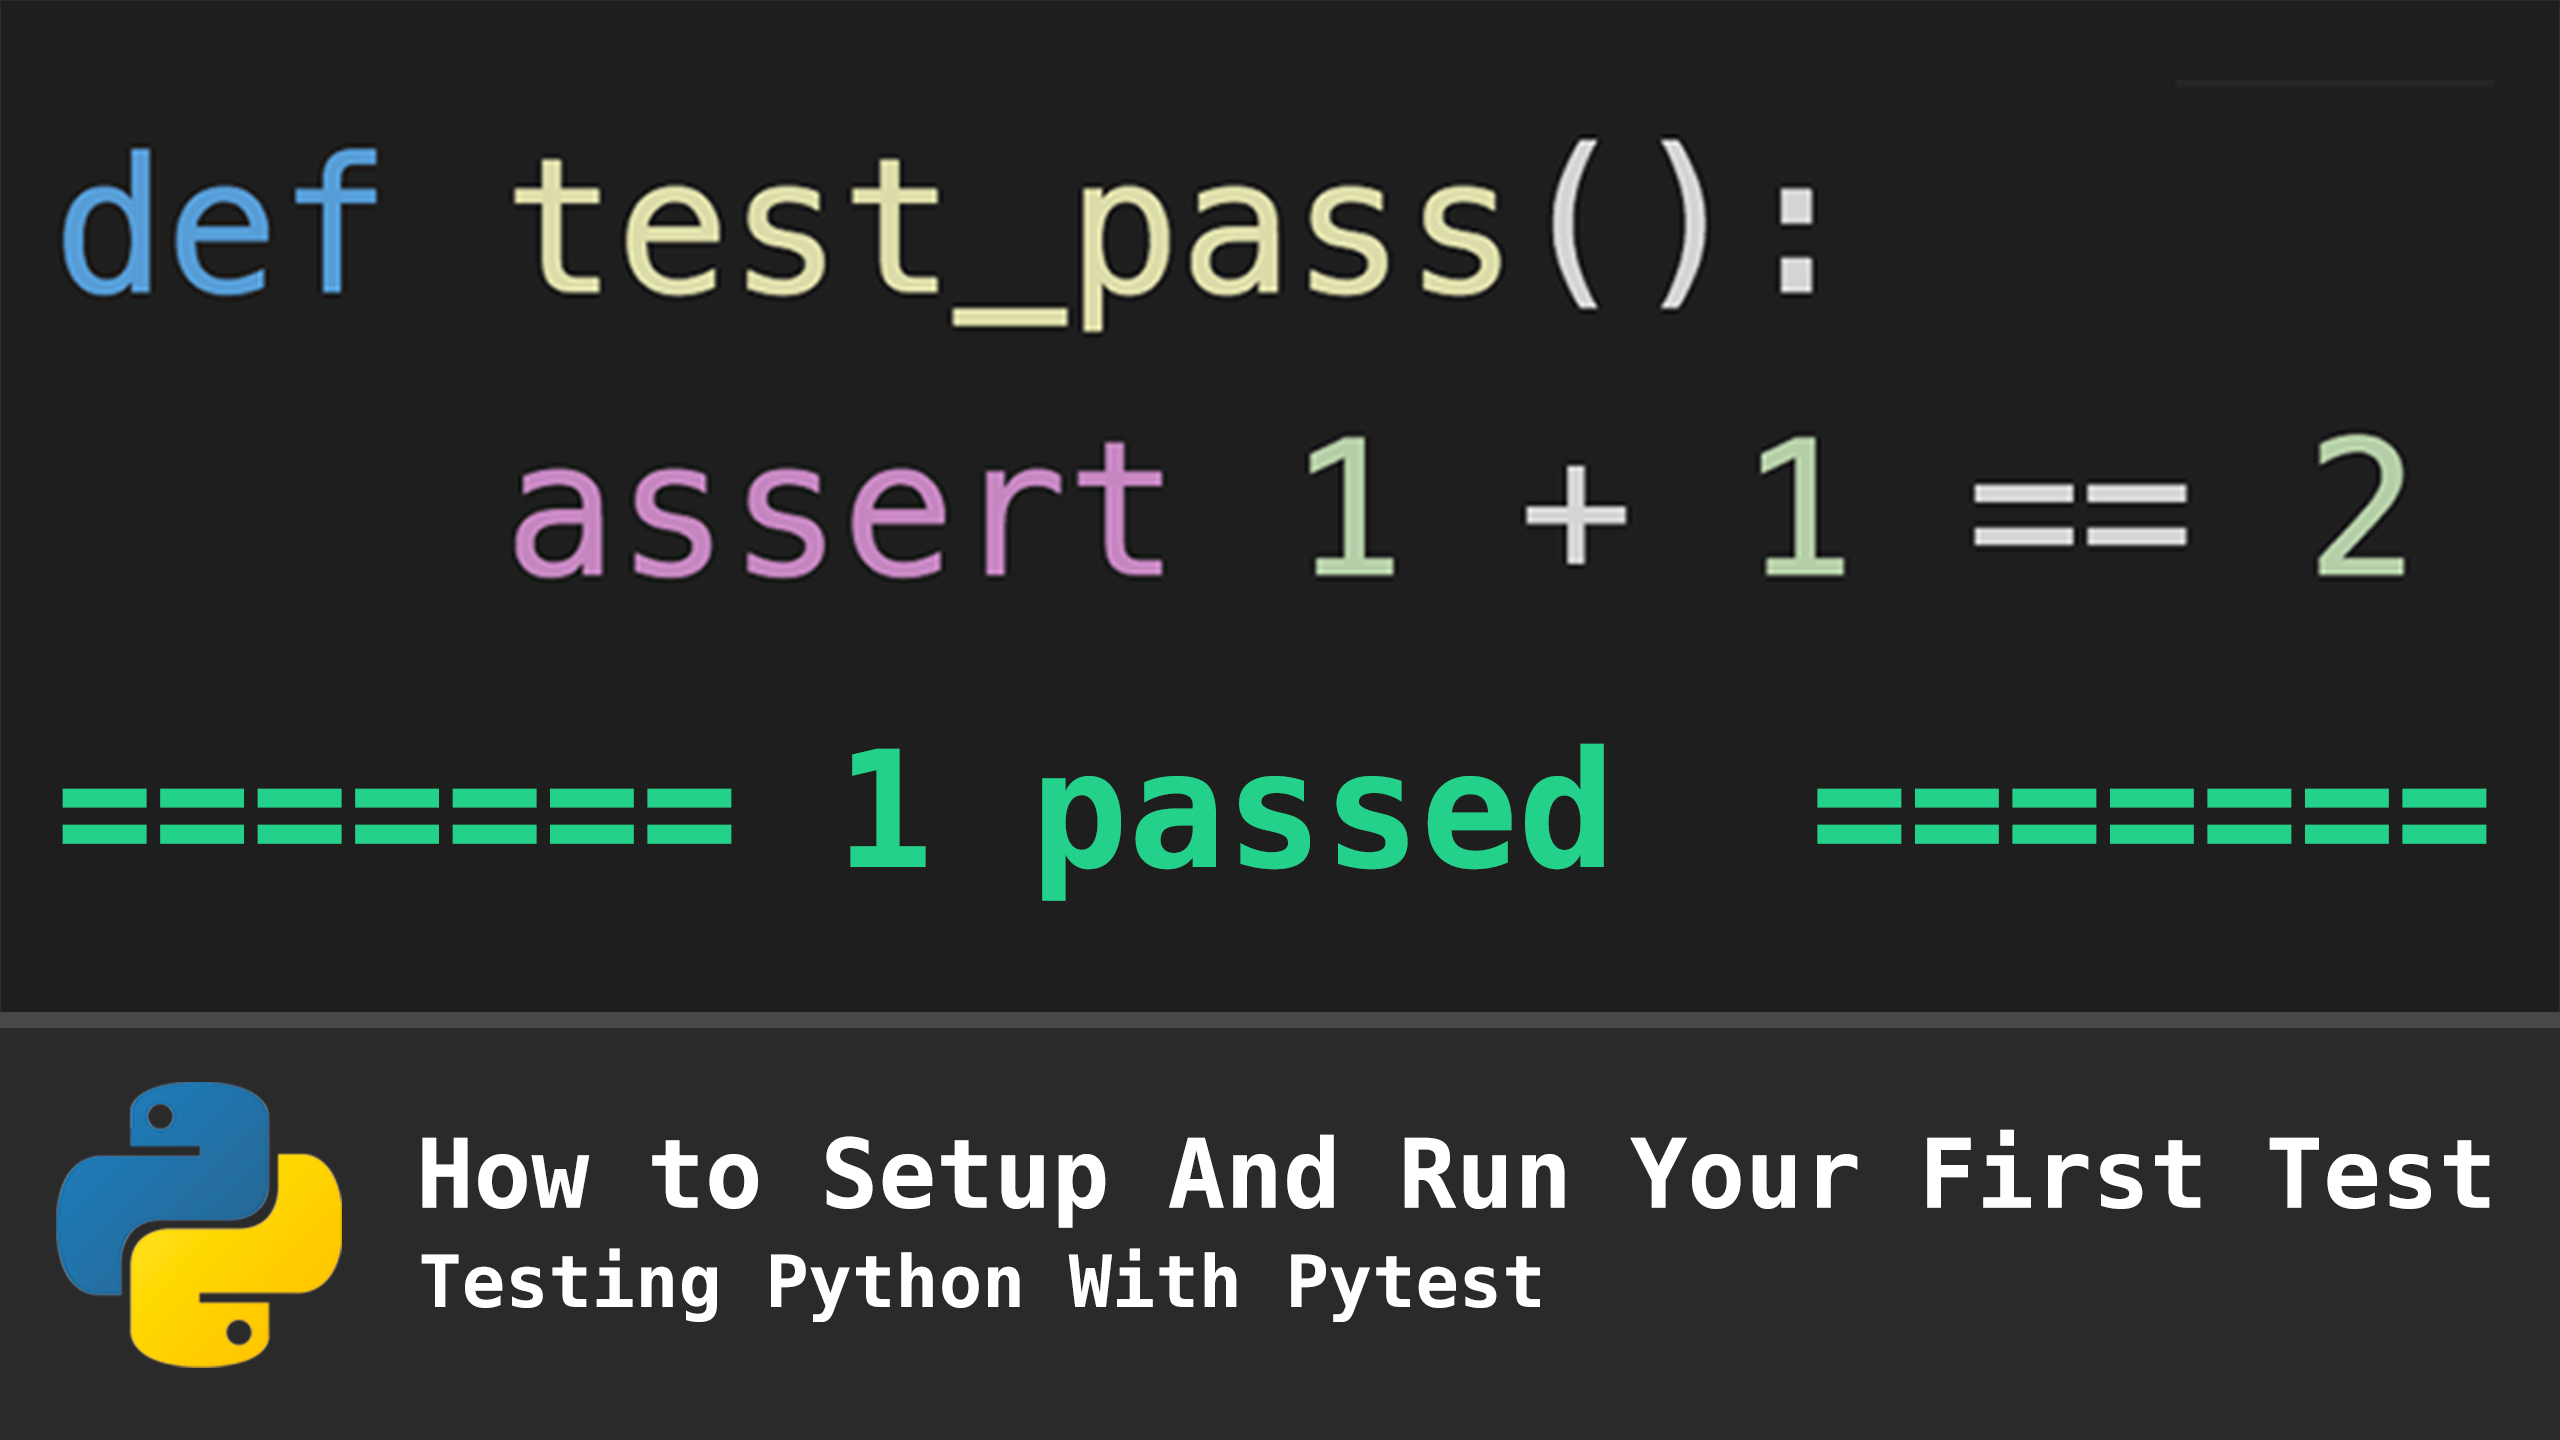 def test_pass():
    assert 1 + 1 == 2
======= 1 passed =======
How to Setup And Run Your First Test
Testing Python With Pytest